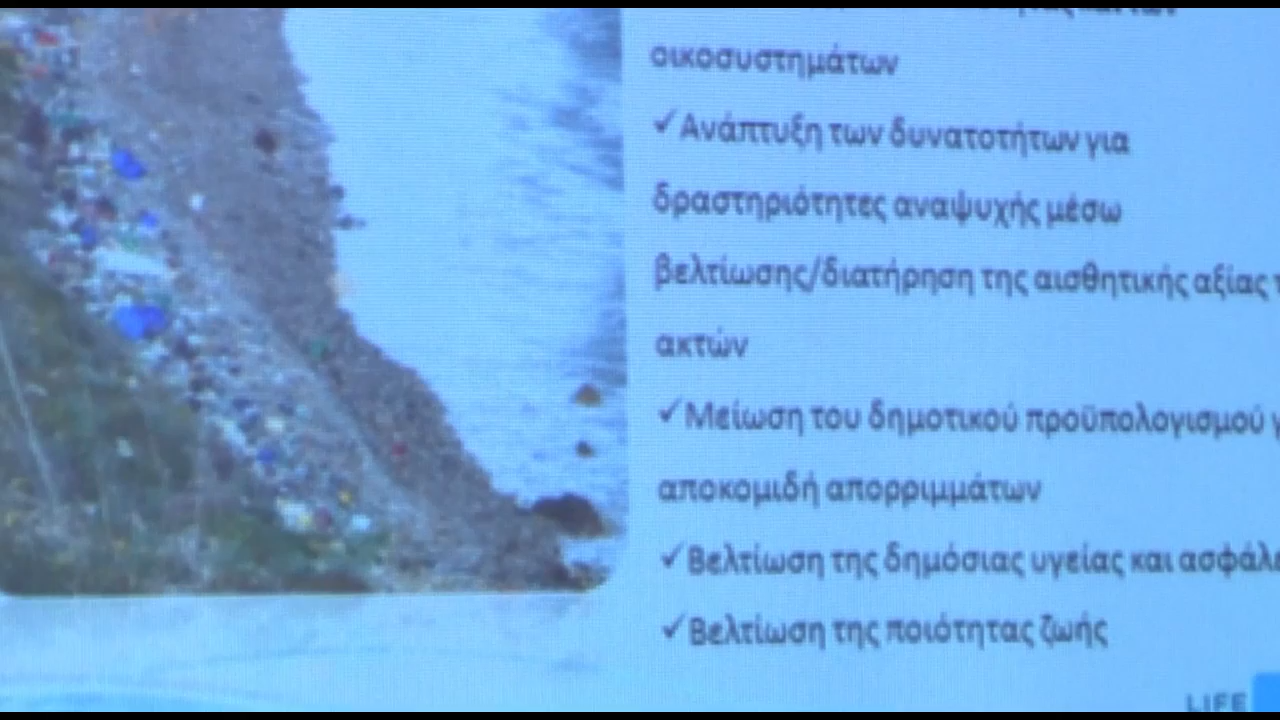 οικοσυστημάτων
✓Ανάπτυξη των δυνατοτήτων για
δραστηριότητες αναψυχής μέσω
βελτίωσης/διατήρηση της αισθητικής αξίας
ακτών
✓Μείωση του δημοτικού προϋπολογισμού
αποκομιδή απορριμμάτων
✓Βελτίωση της δημόσιας υγείας και
✓Βελτίωση της ποιότητας ζωής
LIFE